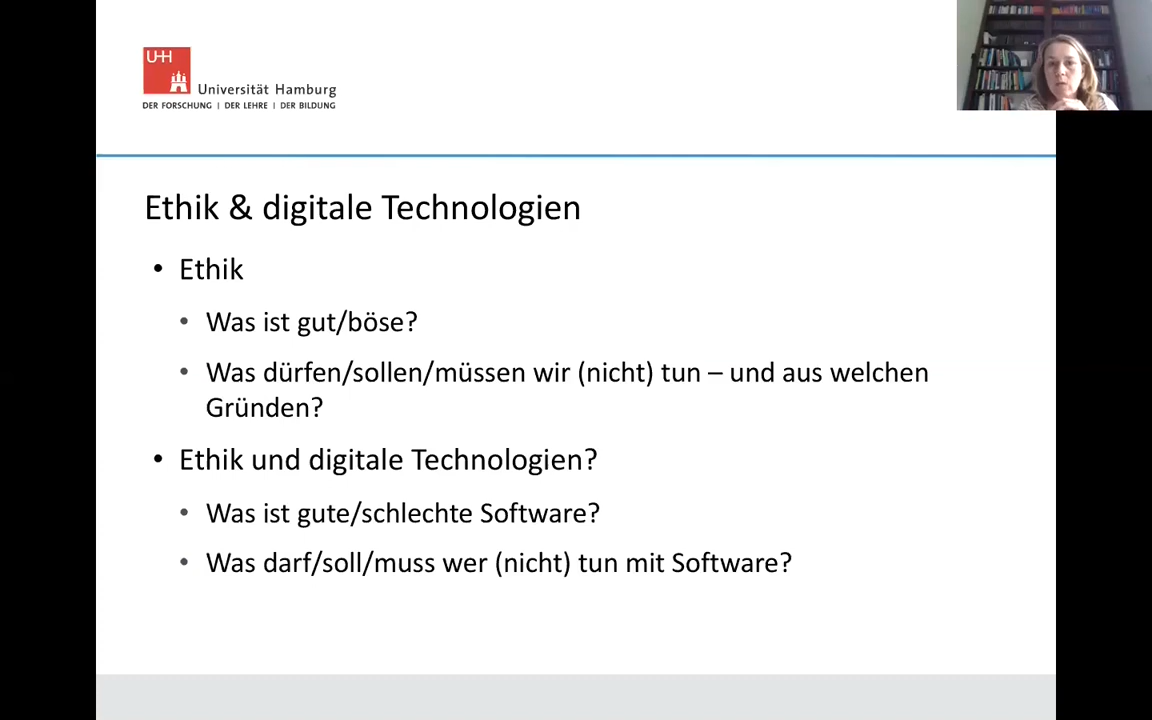 UHH
Universität Hamburg
DER FORSCHUNG | DER LEHRE | DER BILDUNG
Ethik & digitale Technologien
• Ethik
• Was ist gut/böse?
• Was dürfen/sollen/müssen wir (nicht) tun – und aus welchen
Gründen?
• Ethik und digitale Technologien?
• Was ist gute/schlechte Software?
• Was darf/soll/muss wer (nicht) tun mit Software?